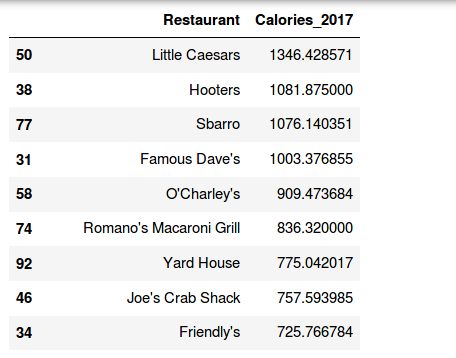 Restaurant Calories_2017
50 Little Caesars 1346.428571
38 Hooters 1081.875000
77 Sbarro 1076.140351
31 Famous Dave's 1003.376855
58 O'Charley's 909.473684
74 Romano's Macaroni Grill 836.320000
92 Yard House 775.042017
46 Joe's Crab Shack 757.593985
34 Friendly's 725.766784